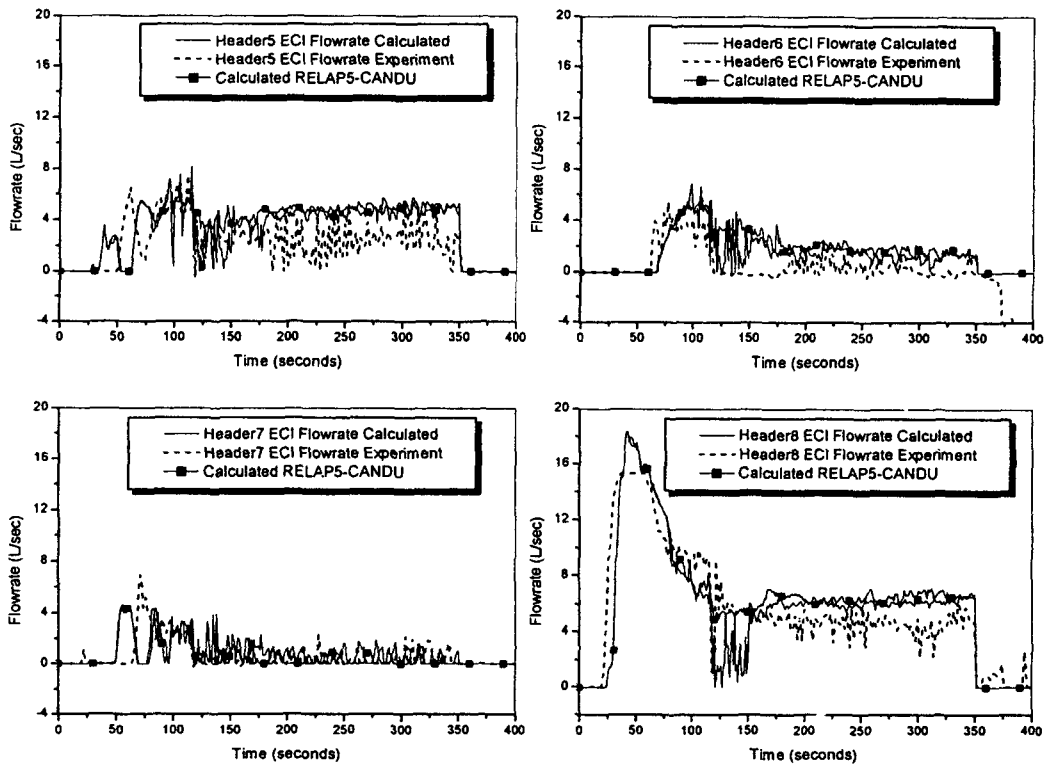 Header5 ECI Flowrate Calculated
Header5 ECI Flowrate Experiment
Calculated RELAP5-CANDU
20
16
12
8
4
0
-4
Flowrate (L/sec)
0 50 100 150 200 250 300 350 400
Time (seconds)
Header6 ECI Flowrate Calculated
Header6 ECI Flowrate Experiment
Calculated RELAP5-CANDU
20
16
12
8
4
0
-4
Flowrate (L/sec)
0 50 100 150 200 250 300 350 400
Time (seconds)
Header7 ECI Flowrate Calculated
Header7 ECI Flowrate Experiment
Calculated RELAP5-CANDU
20
16
12
8
4
0
-4
Flowrate (L/sec)
0 50 100 150 200 250 300 350 400
Time (seconds)
Header8 ECI Flowrate Calculated
Header8 ECI Flowrate Experiment
Calculated RELAP5-CANDU
20
16
12
8
4
0
Flowrate (L/sec)
0 50 100 150 200 250 300 350 400
Time (seconds)